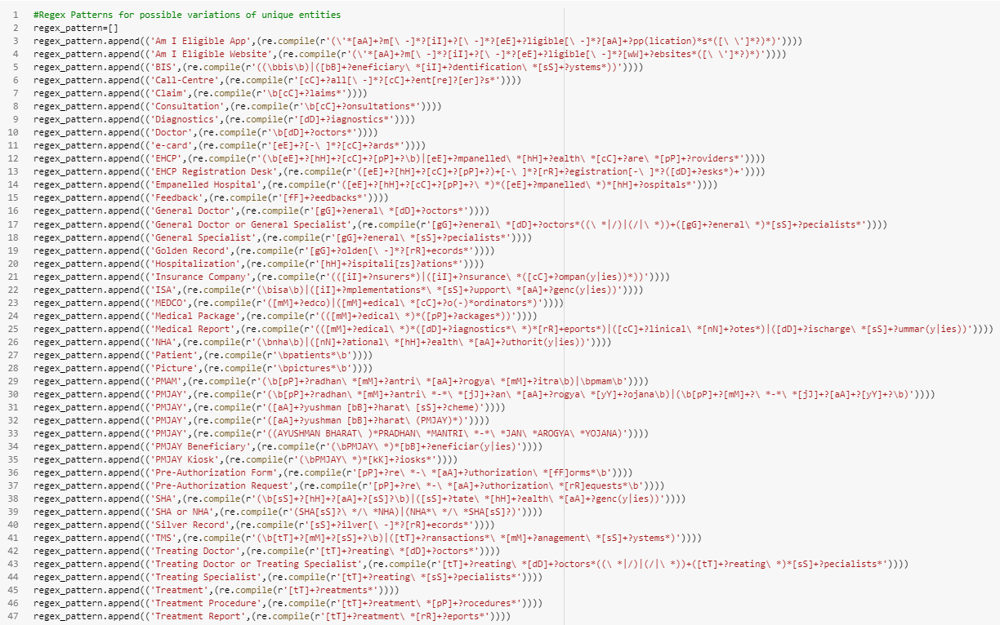 1 #Regex Patterns for possible variations of unique entities
2 regex_pattern=[]
3 regex_pattern.append(('Am I Eligible App',(re.compile(r'(\'*[aA]+?m[\ -]*?[iI]+?[\ -]*?[eE]+?ligible[\ -]*?[aA]+?pp(lication)*s*([\ \']*?)*)'))))
4 regex_pattern.append(('Am I Eligible Website',(re.compile(r'(\'*[aA]+?m[\ -]*?[iI]+?[\ -]*?[eE]+?ligible[\ -]*?[wW]+?ebsites*([\ \']*?)*)'))))
5 regex_pattern.append(('BIS',(re.compile(r'((\bbis\b)|([bB]+?eneficiary\ *[iI]+?dentification\ *[sS]+?ystems*))'))))
6 regex_pattern.append(('Call-Centre',(re.compile(r'[cC]+?all[\ -]*?[cC]+?ent[re]?[er]?s*'))))
7 regex_pattern.append(('Claim',(re.compile(r'\b[cC]+?laims*'))))
8 regex_pattern.append(('Consultation',(re.compile(r'\b[cC]+?onsultations*'))))
9 regex_pattern.append(('Diagnostics',(re.compile(r'[dD]+?iagnostics*'))))
10 regex_pattern.append(('Doctor',(re.compile(r'\b[dD]+?octors*'))))
11 regex_pattern.append(('e-card',(re.compile(r'[eE]+?[-\ ]*?[cC]+?ards*'))))
12 regex_pattern.append(('EHCP',(re.compile(r'(\b[eE]+?[hH]+?[cC]+?[pP]+?\b)|[eE]+?mpanelled\ *[hH]+?ealth\ *[cC]+?are\ *[pP]+?roviders*'))))
13 regex_pattern.append(('EHCP Registration Desk',(re.compile(r'([eE]+?[hH]+?[cC]+?[pP]+?)+[-\ ]*?[rR]+?egistration[-\ ]*?([dD]+?esks*)+'))))
14 regex_pattern.append(('Empanelled Hospital',(re.compile(r'([eE]+?[hH]+?[cC]+?[pP]+?\ *)*([eE]+?mpanelled\ *)*[hH]+?ospitals*'))))
15 regex_pattern.append(('Feedback',(re.compile(r'[fF]+?eedbacks*'))))
16 regex_pattern.append(('General Doctor',(re.compile(r'[gG]+?eneral\ *[dD]+?octors*'))))
17 regex_pattern.append(('General Doctor or General Specialist',(re.compile(r'[gG]+?eneral\ *[dD]+?octors*((\ *|/)|(/|\ *))+([gG]+?eneral\ *)*[sS]+?pecialists*'))))
18 regex_pattern.append(('General Specialist',(re.compile(r'[gG]+?eneral\ *[sS]+?pecialists*'))))
19 regex_pattern.append(('Golden Record',(re.compile(r'[gG]+?olden[\ -]*?[rR]+?ecords*'))))
20 regex_pattern.append(('Hospitalization',(re.compile(r'[hH]+?ispitali[zs]?ations*'))))
21 regex_pattern.append(('Insurance Company',(re.compile(r'(([iI]+?nsurers*)|([iI]+?nsurance\ *([cC]+?ompan(y|ies))*))'))))
22 regex_pattern.append(('ISA',(re.compile(r'(\bisa\b)|([iI]+?mplementations*\ *[sS]+?upport\ *[aA]+?genc(y|ies))'))))
23 regex_pattern.append(('MEDCO',(re.compile(r'([mM]+?edco)|([mM]+edical\ *[cC]+?o(-)*ordinators*)'))))
24 regex_pattern.append(('Medical Package',(re.compile(r'(([mM]+?edical\ *)*([pP]+?ackages*))'))))
25 regex_pattern.append(('Medical Report',(re.compile(r'(([mM]+?edical\ *)*([dD]+?iagnostics*\ *)*[rR]+eports*)|([cC]+?linical\ *[nN]+?otes*)|([dD]+?ischarge\ *[sS]+?ummar(y|ies))'))))
26 regex_pattern.append(('NHA',(re.compile(r'(\bnha\b)|([nN]+?ational\ *[hH]+?ealth\ *[aA]+?uthorit(y|ies))'))))
27 regex_pattern.append(('Patient',(re.compile(r'\bpatients*\b'))))
28 regex_pattern.append(('Picture',(re.compile(r'\bpictures*\b'))))
29 regex_pattern.append(('PMAM',(re.compile(r'(\b[pP]+?radhan\ *[mM]+?antri\ *[aA]+?rogya\ *[mM]+?itra\b)|\bpmam\b'))))
30 regex_pattern.append(('PMJAY',(re.compile(r'(\b[pP]+?radhan\ *[mM]+?antri\ *-*\ *[jJ]+?an\ *[aA]+?rogya\ *[yY]+?ojana\b)|(\b[pP]+?[mM]+?\ *-*\ *[jJ]+?[aA]+?[yY]+?\b)'))))
31 regex_pattern.append(('PMJAY',(re.compile(r'([aA]+?yushman [bB]+?harat\ [sS]+?cheme)'))))
32 regex_pattern.append(('PMJAY',(re.compile(r'([aA]+?yushman [bB]+?harat\ (PMJAY)*)'))))
33 regex_pattern.append(('PMJAY',(re.compile(r'((AYUSHMAN BHARAT\ )*PRADHAN\ *MANTRI\ *-*\ *JAN\ *AROGYA\ *YOJANA)'))))
34 regex_pattern.append(('PMJAY Beneficiary',(re.compile(r'(\bPMJAY\ *)*[bB]+?eneficiar(y|ies)'))))
35 regex_pattern.append(('PMJAY Kiosk',(re.compile(r'(\bPMJAY\ *)*[kK]+?iosks*'))))
36 regex_pattern.append(('Pre-Authorization Form',(re.compile(r'[pP]+?re\ *-\ *[aA]+?uthorization\ *[fF]orms*\b'))))
37 regex_pattern.append(('Pre-Authorization Request',(re.compile(r'[pP]+?re\ *-\ *[aA]+?uthorization\ *[rR]equests*\b'))))
38 regex_pattern.append(('SHA',(re.compile(r'(\b[sS]+?[hH]+?[aA]+?[sS]?\b)|([sS]+?tate\ *[hH]+?ealth\ *[aA]+?genc(y|ies))'))))
39 regex_pattern.append(('SHA or NHA',(re.compile(r'(SHA[sS]?\ */\ *NHA)|(NHA*\ */\ *SHA[sS]?)'))))
40 regex_pattern.append(('Silver Record',(re.compile(r'[sS]+?ilver[\ -]*?[rR]+ecords*'))))
41 regex_pattern.append(('TMS',(re.compile(r'(\b[tT]+?[mM]+?[sS]+?\b)|([tT]+?ransactions*\ *[mM]+?anagement\ *[sS]+?ystems*)'))))
42 regex_pattern.append(('Treating Doctor',(re.compile(r'[tT]+?reating\ *[dD]+?octors*'))))
43 regex_pattern.append(('Treating Doctor or Treating Specialist',(re.compile(r'[tT]+?reating\ *[dD]+?octors*((\ *|/)|(/|\ *))+([tT]+?reating\ *)*[sS]+?pecialists*'))))
44 regex_pattern.append(('Treating Specialist',(re.compile(r'[tT]+?reating\ *[sS]+?pecialists*'))))
45 regex_pattern.append(('Treatment',(re.compile(r'[tT]+?reatments*'))))
46 regex_pattern.append(('Treatment Procedure',(re.compile(r'[tT]+?reatment\ *[pP]+?rocedures*'))))
47 regex_pattern.append(('Treatment Report',(re.compile(r'[tT]+?reatment\ *[rR]+?eports*'))))